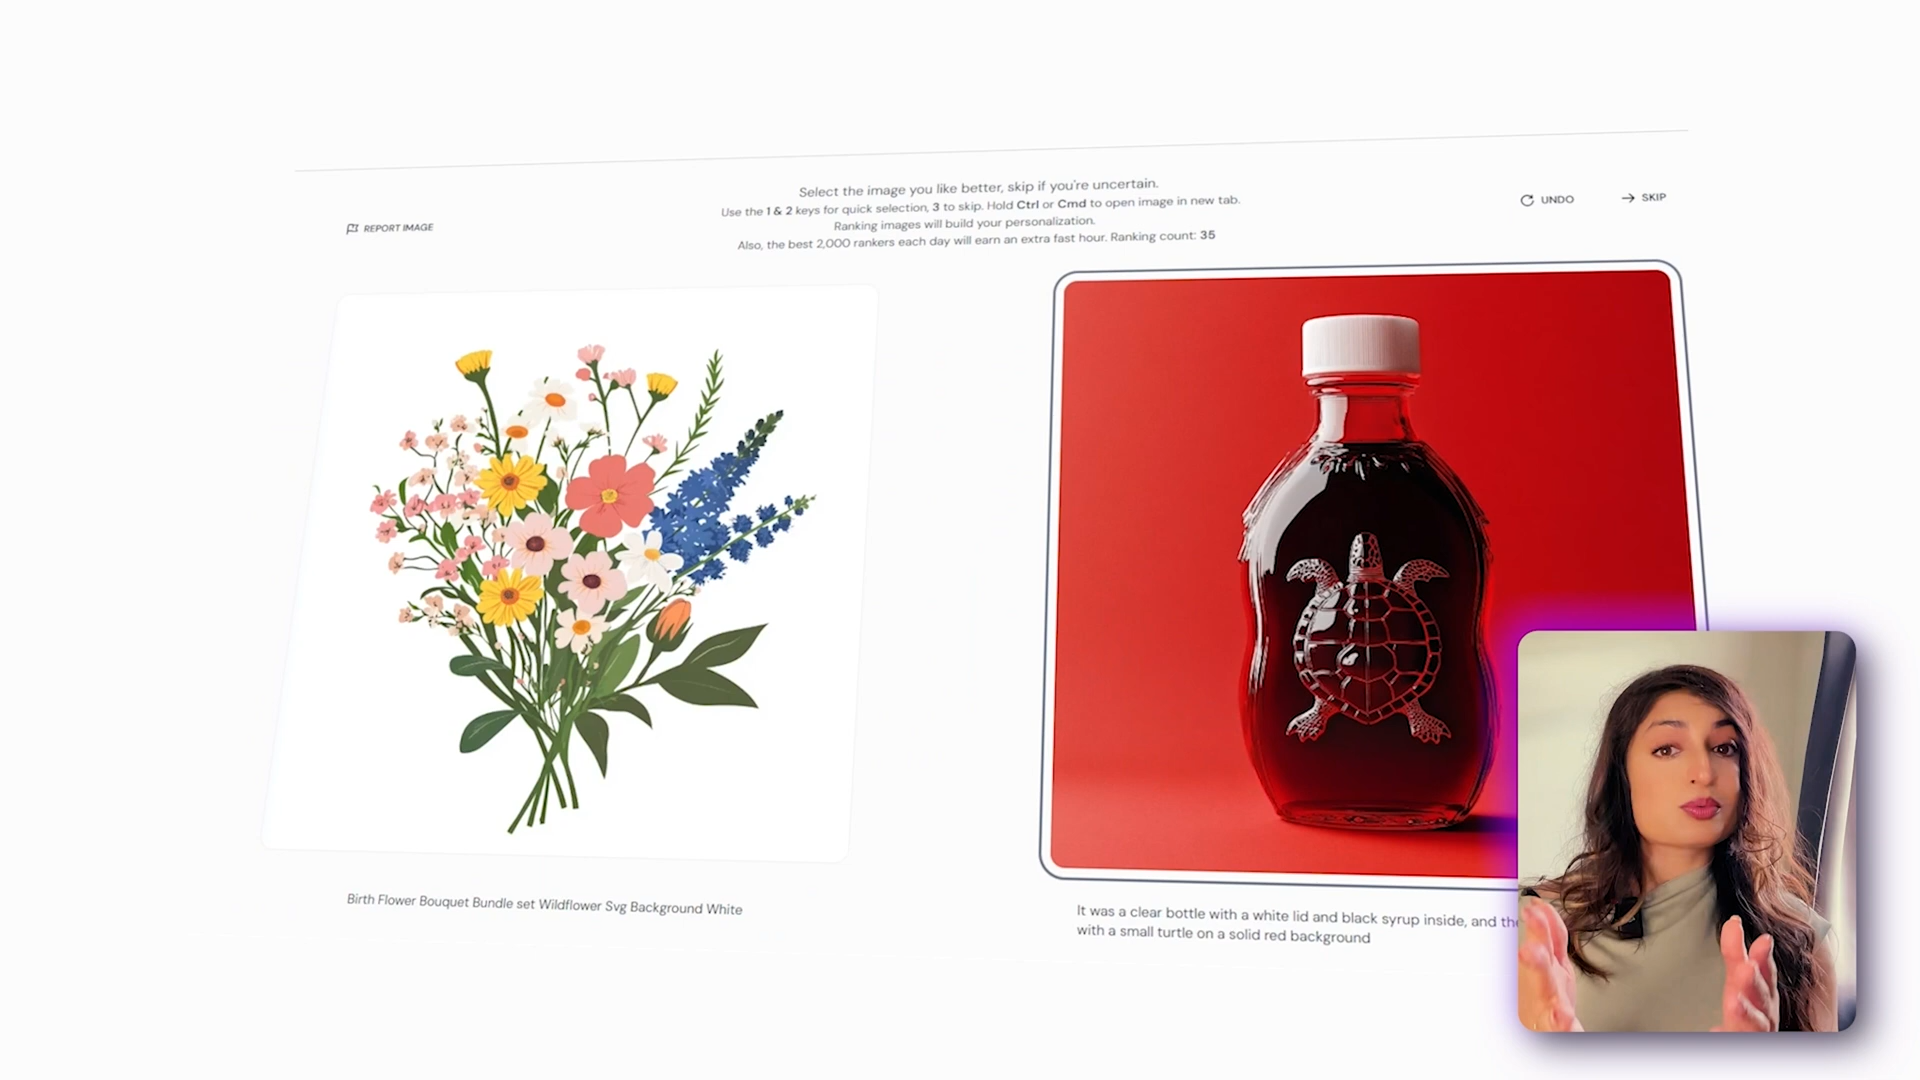 Select the image you like better, skip if you're uncertain.
Use the 1 & 2 keys for quick selection, 3 to skip. Hold Ctrl or Cmd to open image in new tab.
Ranking images will build your personalization.
Also, the best 2,000 rankers each day will earn an extra fast hour. Ranking count: 35
REPORT IMAGE
UNDO
SKIP
Birth Flower Bouquet Bundle set Wildflower Svg Background White
It was a clear bottle with a white lid and black syrup inside, and
with a small turtle on a solid red background